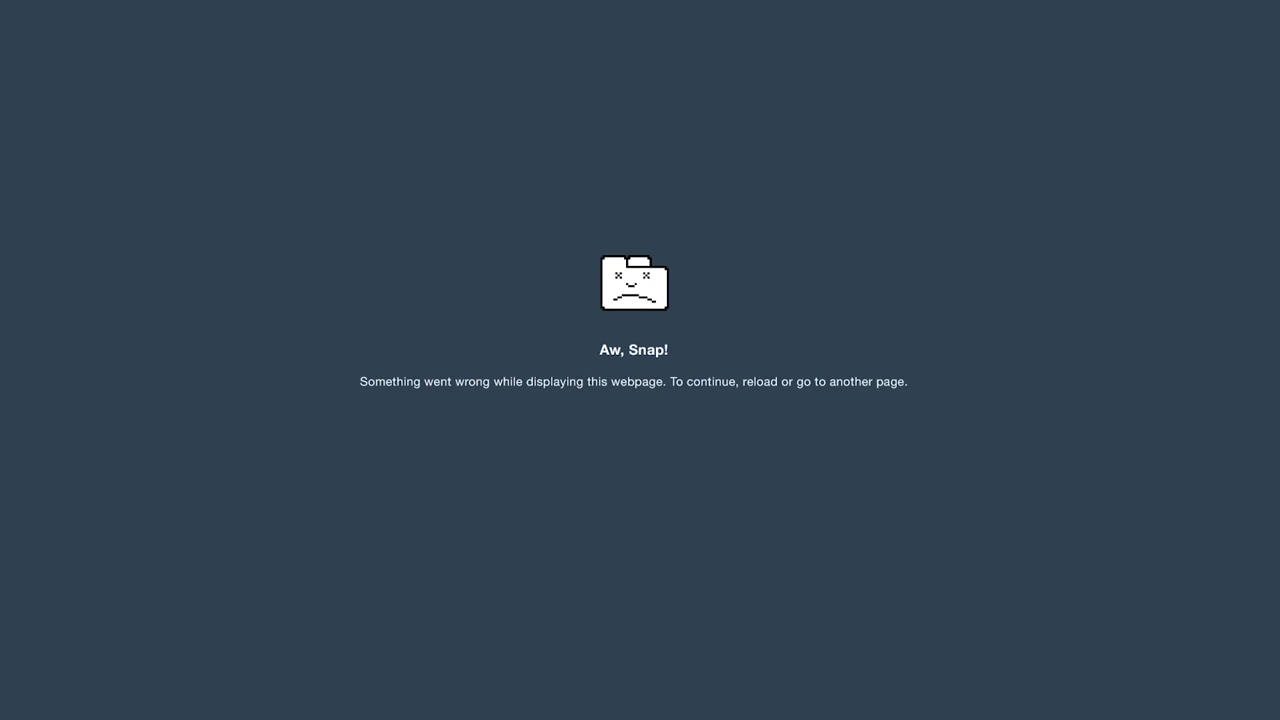 Aw, Snap!
Something went wrong while displaying this webpage. To continue, reload or go to another page.